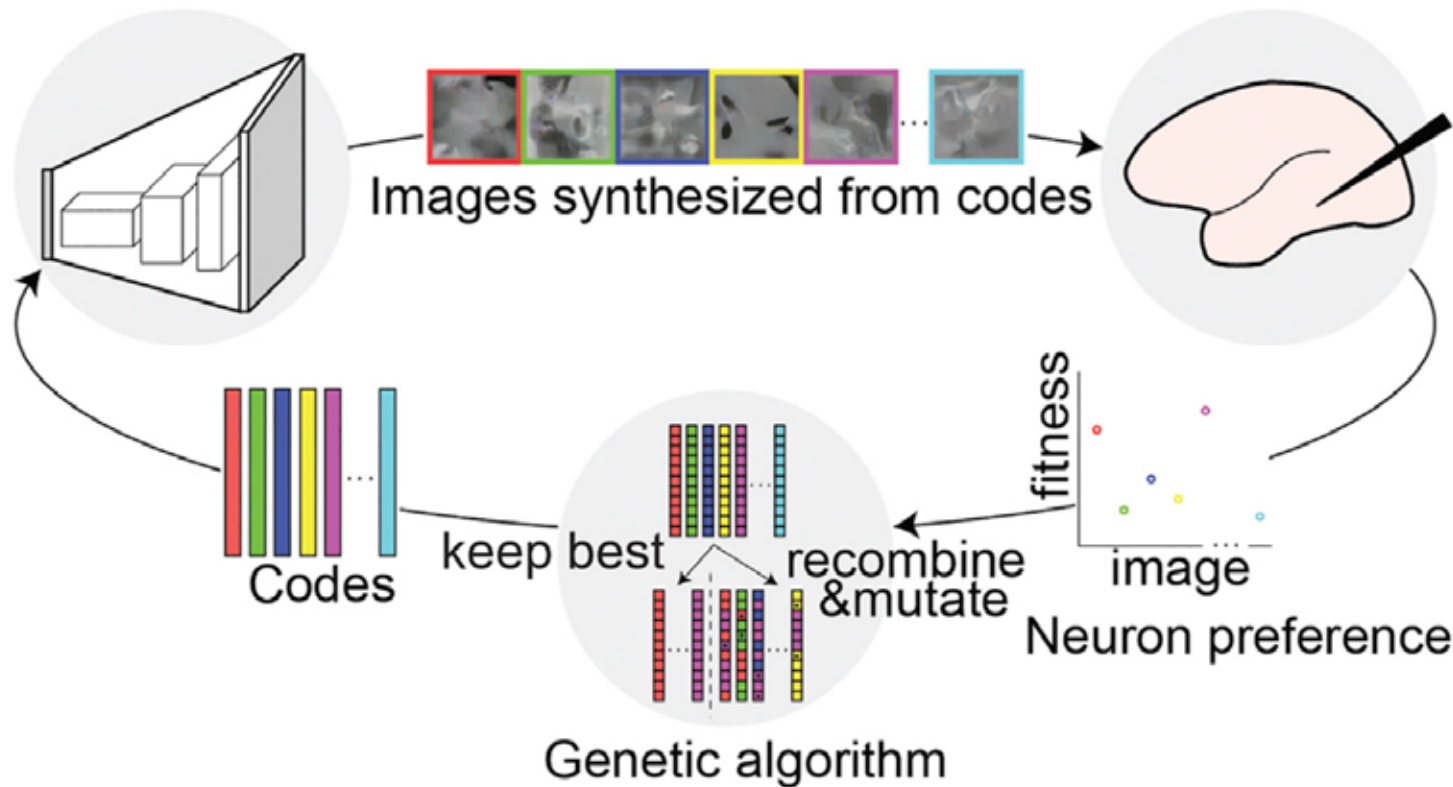 Images synthesized from codes
fitness
image
Neuron preference
recombine
&mutate
keep best
Genetic algorithm
Codes